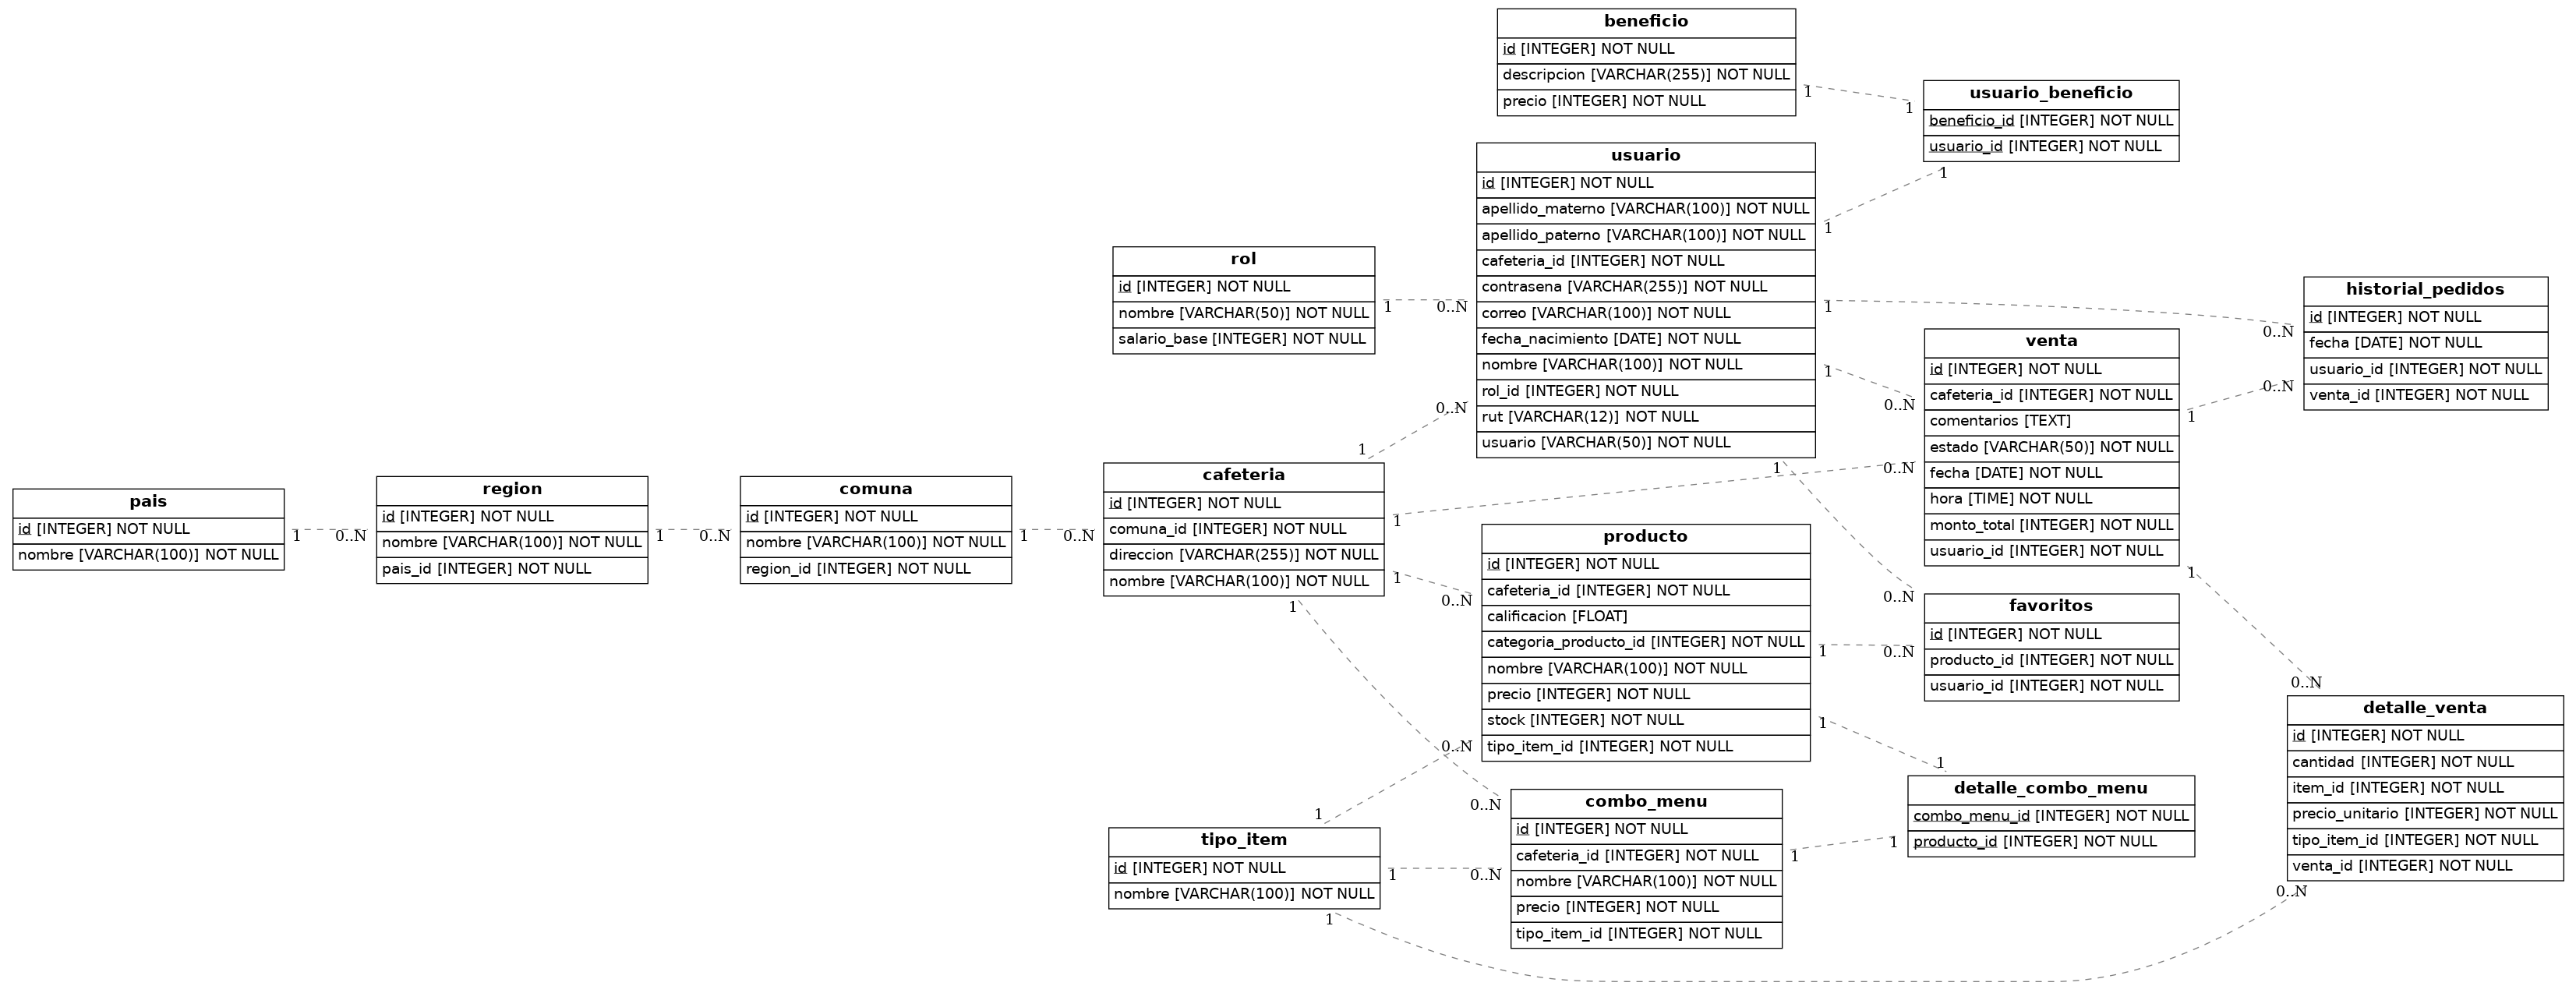 beneficio
id [INTEGER] NOT NULL
descripcion [VARCHAR(255)] NOT NULL
precio [INTEGER] NOT NULL
1
1
usuario_beneficio
beneficio_id [INTEGER] NOT NULL
usuario_id [INTEGER] NOT NULL
1
1
usuario
id [INTEGER] NOT NULL
apellido_materno [VARCHAR(100)] NOT NULL
apellido_paterno [VARCHAR(100)] NOT NULL
cafeteria_id [INTEGER] NOT NULL
contrasena [VARCHAR(255)] NOT NULL
correo [VARCHAR(100)] NOT NULL
fecha_nacimiento [DATE] NOT NULL
nombre [VARCHAR(100)] NOT NULL
rol_id [INTEGER] NOT NULL
rut [VARCHAR(12)] NOT NULL
usuario [VARCHAR(50)] NOT NULL
rol
id [INTEGER] NOT NULL
nombre [VARCHAR(50)] NOT NULL
salario_base [INTEGER] NOT NULL
1
0..N
1
0..N
historial_pedidos
id [INTEGER] NOT NULL
fecha [DATE] NOT NULL
usuario_id [INTEGER] NOT NULL
venta_id [INTEGER] NOT NULL
venta
id [INTEGER] NOT NULL
cafeteria_id [INTEGER] NOT NULL
comentarios [TEXT]
estado [VARCHAR(50)] NOT NULL
fecha [DATE] NOT NULL
hora [TIME] NOT NULL
monto_total [INTEGER] NOT NULL
usuario_id [INTEGER] NOT NULL
1
0..N
1
0..N
1
0..N
1
0..N
1
0..N
pais
id [INTEGER] NOT NULL
nombre [VARCHAR(100)] NOT NULL
1
0..N
region
id [INTEGER] NOT NULL
nombre [VARCHAR(100)] NOT NULL
pais_id [INTEGER] NOT NULL
1
0..N
comuna
id [INTEGER] NOT NULL
nombre [VARCHAR(100)] NOT NULL
region_id [INTEGER] NOT NULL
1
0..N
cafeteria
id [INTEGER] NOT NULL
comuna_id [INTEGER] NOT NULL
direccion [VARCHAR(255)] NOT NULL
nombre [VARCHAR(100)] NOT NULL
1
0..N
1
0..N
producto
id [INTEGER] NOT NULL
cafeteria_id [INTEGER] NOT NULL
calificacion [FLOAT]
categoria_producto_id [INTEGER] NOT NULL
nombre [VARCHAR(100)] NOT NULL
precio [INTEGER] NOT NULL
stock [INTEGER] NOT NULL
tipo_item_id [INTEGER] NOT NULL
1
0..N
favoritos
id [INTEGER] NOT NULL
producto_id [INTEGER] NOT NULL
usuario_id [INTEGER] NOT NULL
1
0..N
detalle_venta
id [INTEGER] NOT NULL
cantidad [INTEGER] NOT NULL
item_id [INTEGER] NOT NULL
precio_unitario [INTEGER] NOT NULL
tipo_item_id [INTEGER] NOT NULL
venta_id [INTEGER] NOT NULL
1
1
detalle_combo_menu
combo_menu_id [INTEGER] NOT NULL
producto_id [INTEGER] NOT NULL
1
0..N
tipo_item
id [INTEGER] NOT NULL
nombre [VARCHAR(100)] NOT NULL
1
0..N
combo_menu
id [INTEGER] NOT NULL
cafeteria_id [INTEGER] NOT NULL
nombre [VARCHAR(100)] NOT NULL
precio [INTEGER] NOT NULL
tipo_item_id [INTEGER] NOT NULL
1
1
1
0..N